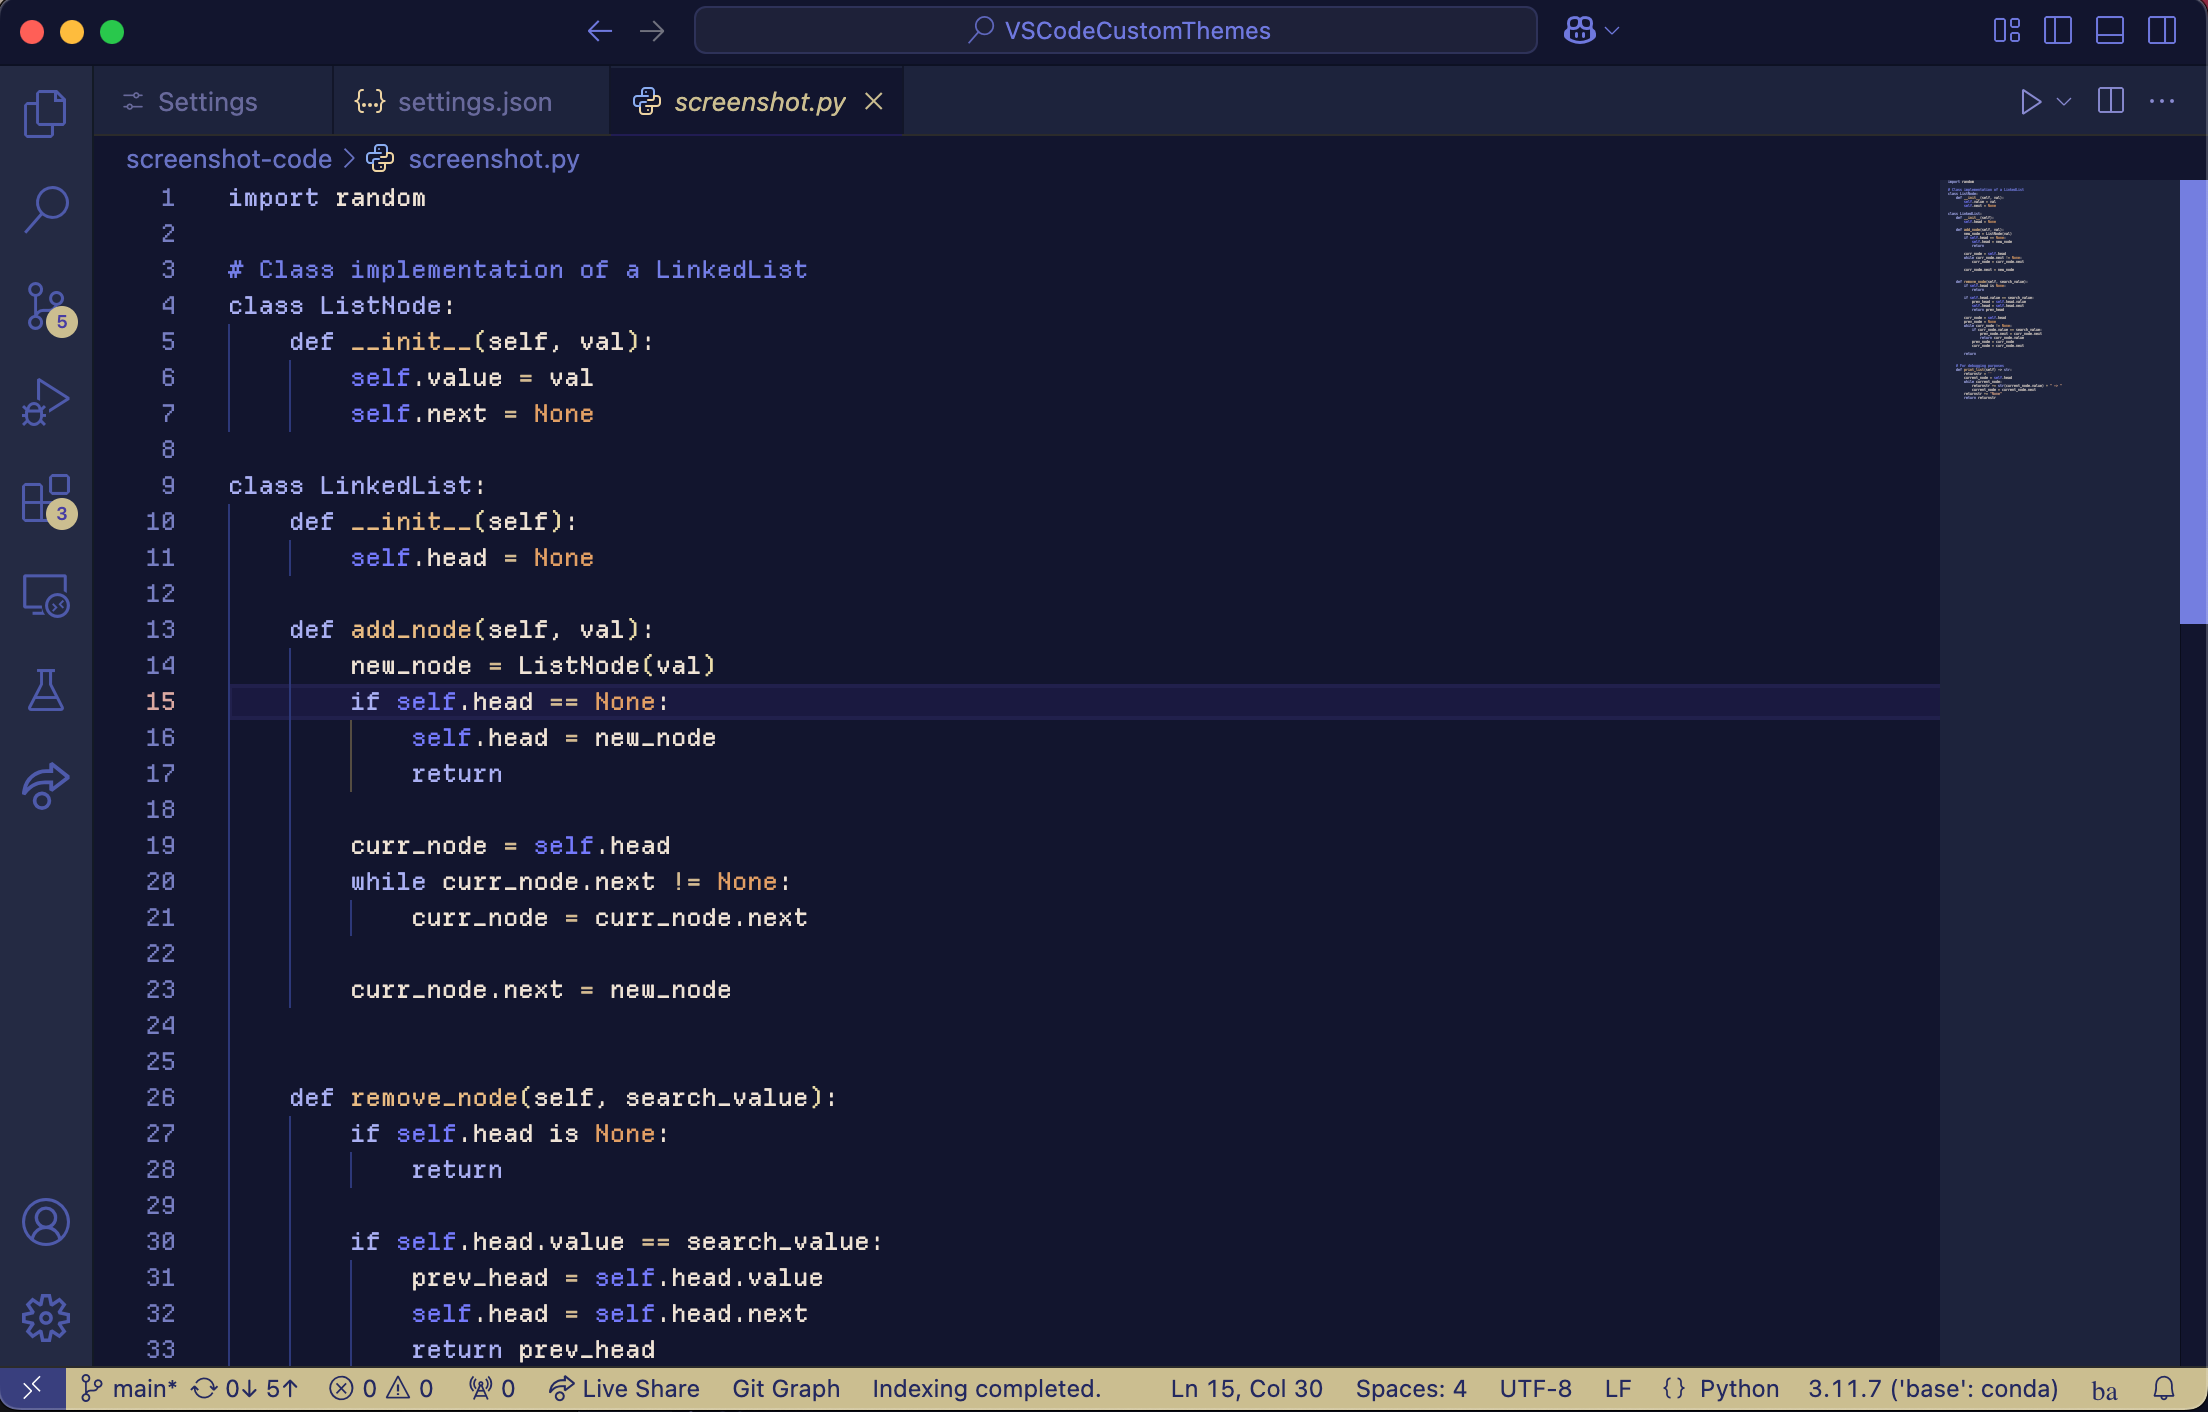 VSCodeCustomThemes
Settings
{...} settings.json
screenshot.py
screenshot-code > screenshot.py
1 import random
2
3 # Class implementation of a LinkedList
4 class ListNode:
5     def __init__(self, val):
6         self.value = val
7         self.next = None
8
9 class LinkedList:
10     def __init__(self):
11         self.head = None
12
13     def add_node(self, val):
14         new_node = ListNode(val)
15         if self.head == None:
16             self.head = new_node
17             return
18
19         curr_node = self.head
20         while curr_node.next != None:
21             curr_node = curr_node.next
22
23         curr_node.next = new_node
24
25
26     def remove_node(self, search_value):
27         if self.head is None:
28             return
29
30         if self.head.value == search_value:
31             prev_head = self.head.value
32             self.head = self.head.next
33             return prev_head
5
3
main* 0↓ 5↑ 0 0 0 Live Share Git Graph Indexing completed. Ln 15, Col 30 Spaces: 4 UTF-8 LF {} Python 3.11.7 ('base': conda) ba